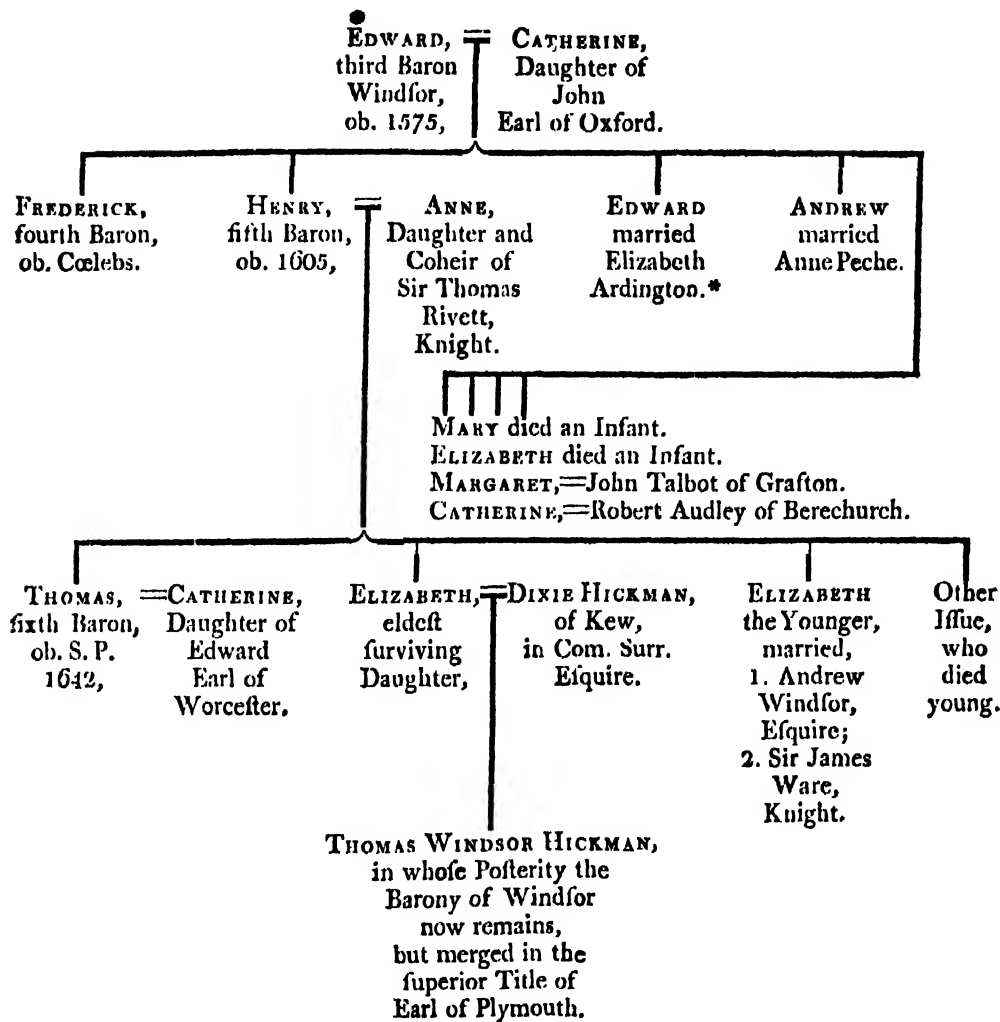 EDWARD,
third Baron
Windſor,
ob. 1575,
=
CATHERINE,
Daughter of
John
Earl of Oxford.
FREDERICK,
fourth Baron,
ob. Cœlebs.
HENRY,
fifth Baron,
ob. 1605,
=
ANNE,
Daughter and
Coheir of
Sir Thomas
Rivett,
Knight.
EDWARD
married
Elizabeth
Ardington.*
ANDREW
married
Anne Peche.
MARY died an Infant.
ELIZABETH died an Infant.
MARGARET,=John Talbot of Grafton.
CATHERINE,=Robert Audley of Berechurch.
THOMAS,
ſixth Baron,
ob. S. P.
1642,
=CATHERINE,
Daughter of
Edward
Earl of
Worceſter.
ELIZABETH,
eldeſt
ſurviving
Daughter,
=DIXIE HICKMAN,
of Kew,
in Com. Surr.
Eſquire.
ELIZABETH
the Younger,
married,
1. Andrew
Windſor,
Eſquire;
2. Sir James
Ware,
Knight.
Other
Iſſue,
who
died
young.
THOMAS WINDSOR HICKMAN,
in whoſe Poſterity the
Barony of Windſor
now remains,
but merged in the
ſuperior Title of
Earl of Plymouth.